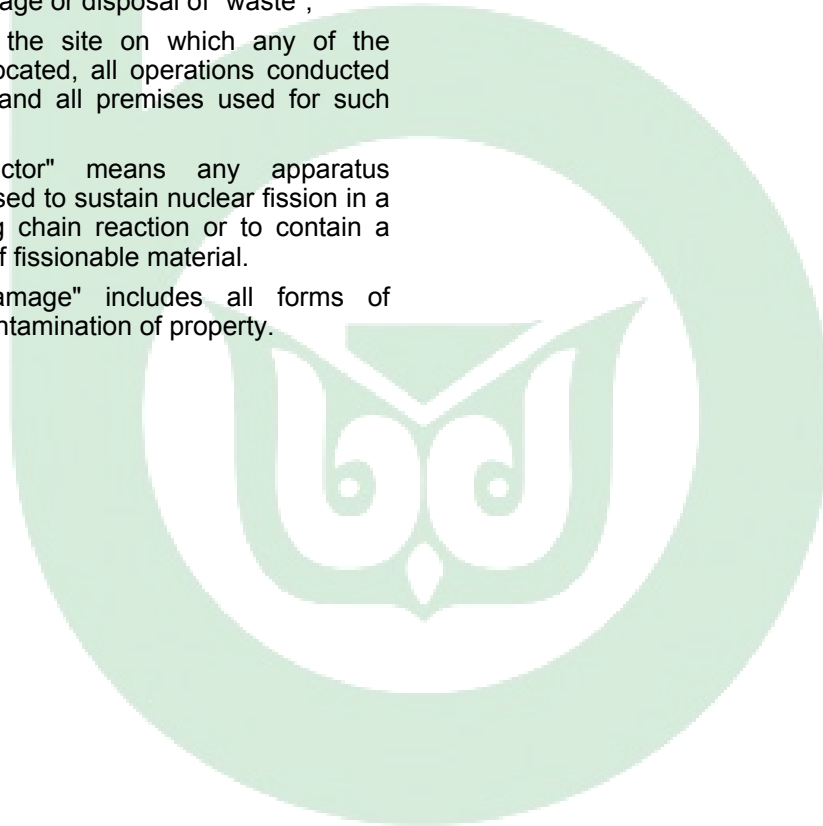 age or disposal of "waste";
the site on which any of the
ocated, all operations conducted
and all premises used for such
ctor" means any apparatus
sed to sustain nuclear fission in a
g chain reaction or to contain a
f fissionable material.
amage" includes all forms of
ntamination of property.